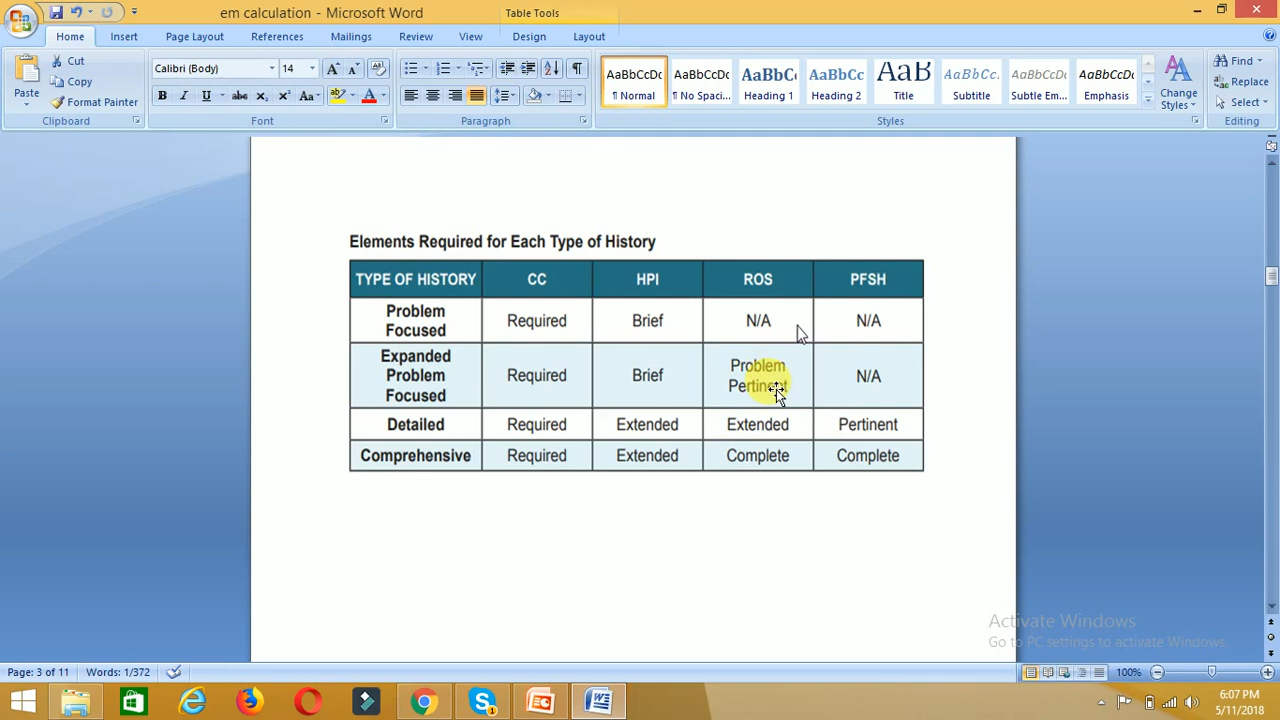 em calculation - Microsoft Word
Table Tools
Home Insert Page Layout References Mailings Review View Design Layout
Paste
Cut
Copy
Format Painter
Clipboard
Calibri (Body) 14
Font
Paragraph
AaBbCcDc AaBbCcDc AaBbC AaBbCc AaB AaBbCc. AaBbCcDc AaBbCcDc
¶ Normal ¶ No Spaci... Heading 1 Heading 2 Title Subtitle Subtle Em... Emphasis
Change
Styles
Styles
Find
Replace
Select
Editing
Elements Required for Each Type of History
TYPE OF HISTORY CC HPI ROS PFSH
Problem
Focused
Required Brief N/A N/A
Expanded
Problem
Focused
Required Brief
Problem
Pertinent
N/A
Detailed Required Extended Extended Pertinent
Comprehensive Required Extended Complete Complete
Activate Windows
Go to PC settings to activate Windows.
Page: 3 of 11 Words: 1/372
100%
6:07 PM
5/11/2018